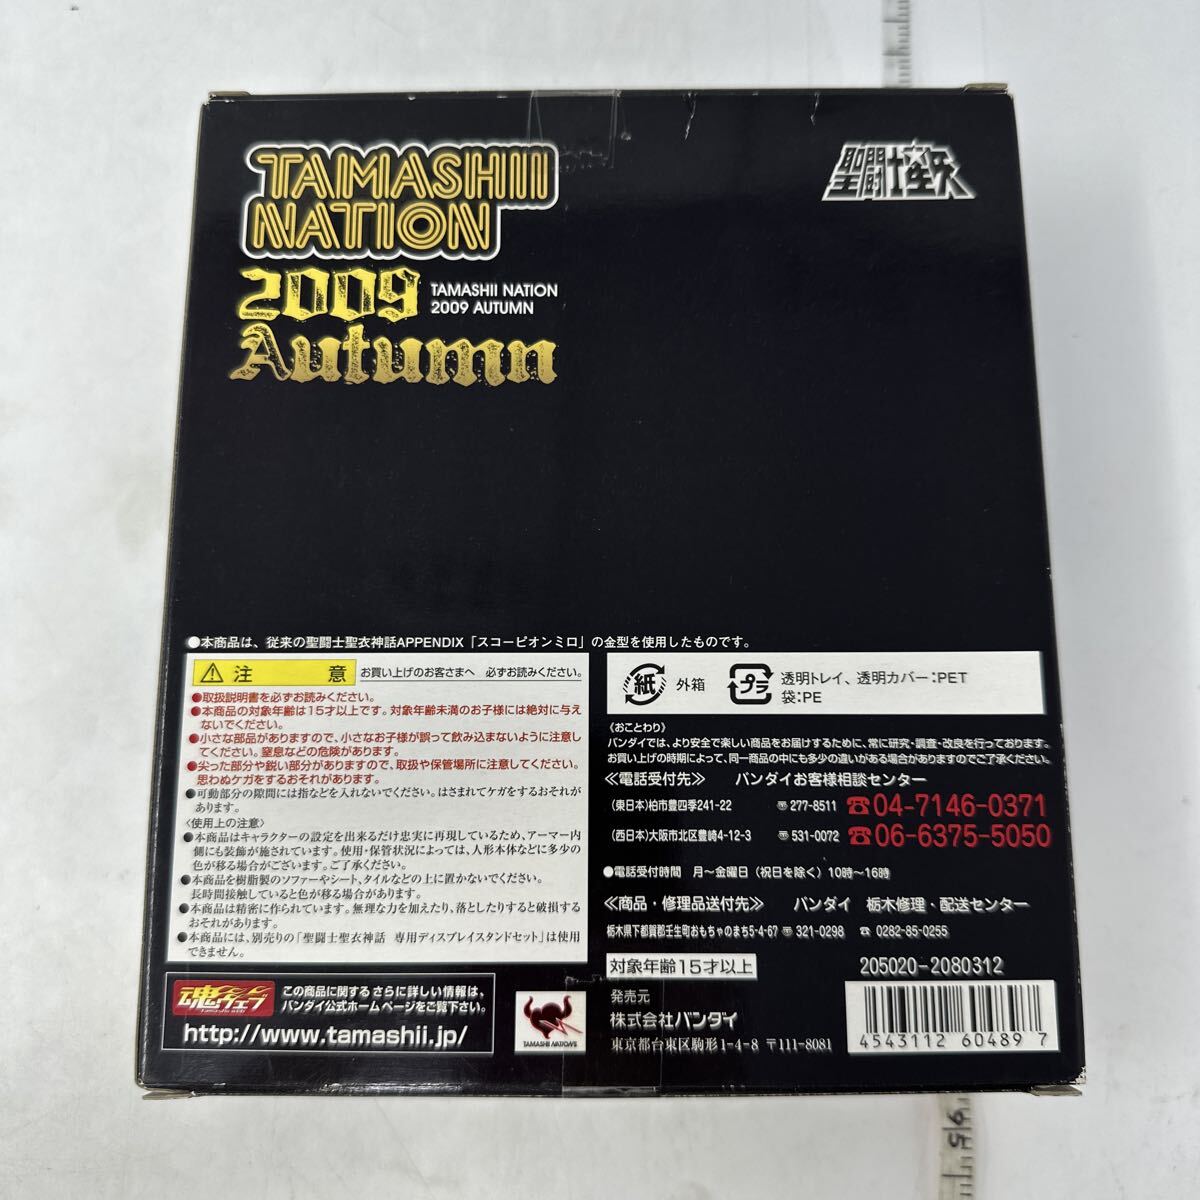 TAMASHII
NATION
2009
Autumn
TAMASHII NATION
2009 AUTUMN
聖闘士星矢
●本商品は、従来の聖闘士聖衣神話APPENDIX「スコーピオンミロ」の金型を使用したものです。
注意 お買い上げのお客さまへ 必ずお読みください。
●取扱説明書を必ずお読みください。
●本商品の対象年齢は15才以上です。対象年齢未満のお子様には絶対に与え
ないでください。
●小さな部品がありますので、小さなお子様が誤って飲み込まないように注意し
てください。窒息などの危険があります。
●尖った部分や鋭い部分がありますので、取扱や保管場所に注意してください。
思わぬケガをするおそれがあります。
●可動部分の隙間には指などを入れないでください。はさまれてケガをするおそれが
あります。
〈使用上の注意〉
●本商品はキャラクターの設定を出来るだけ忠実に再現しているため、アーマー内
側にも装飾が施されています。使用・保管状況によっては、人形本体などに多少の
色が移る場合がございます。ご了承ください。
●本商品を樹脂製のソファーやシート、タイルなどの上に置かないでください。
長時間接触していると色が移る場合があります。
●本商品は精密に作られています。無理な力を加えたり、落としたりすると破損する
おそれがあります。
●本商品には、別売りの「聖闘士聖衣神話 専用ディスプレイスタンドセット」は使用
できません。
魂ウェブ
Tamashii web
この商品に関する さらに詳しい情報は、
バンダイ公式ホームページをご覧下さい。
http://www.tamashii.jp/
TAMASHII NATIONS
紙 外箱
プラ 透明トレイ、透明カバー:PET
袋:PE
《おことわり》
バンダイでは、より安全で楽しい商品をお届けするために、常に研究・調査・改良を行っております。
お買い上げの時期によって、同一商品の中にも多少の違いがある場合がありますのでご了承ください。
≪電話受付先≫ バンダイお客様相談センター
(東日本)柏市豊四季241-22 〒277-8511 ☎04-7146-0371
(西日本)大阪市北区豊崎4-12-3 〒531-0072 ☎06-6375-5050
●電話受付時間 月〜金曜日(祝日を除く)10時〜16時
≪商品・修理品送付先≫ バンダイ 栃木修理・配送センター
栃木県下都賀郡壬生町おもちゃのまち5-4-67 〒321-0298 ☎ 0282-85-0255
対象年齢15才以上
205020-2080312
発売元
株式会社バンダイ
東京都台東区駒形1-4-8 〒111-8081
4543112 604897
95